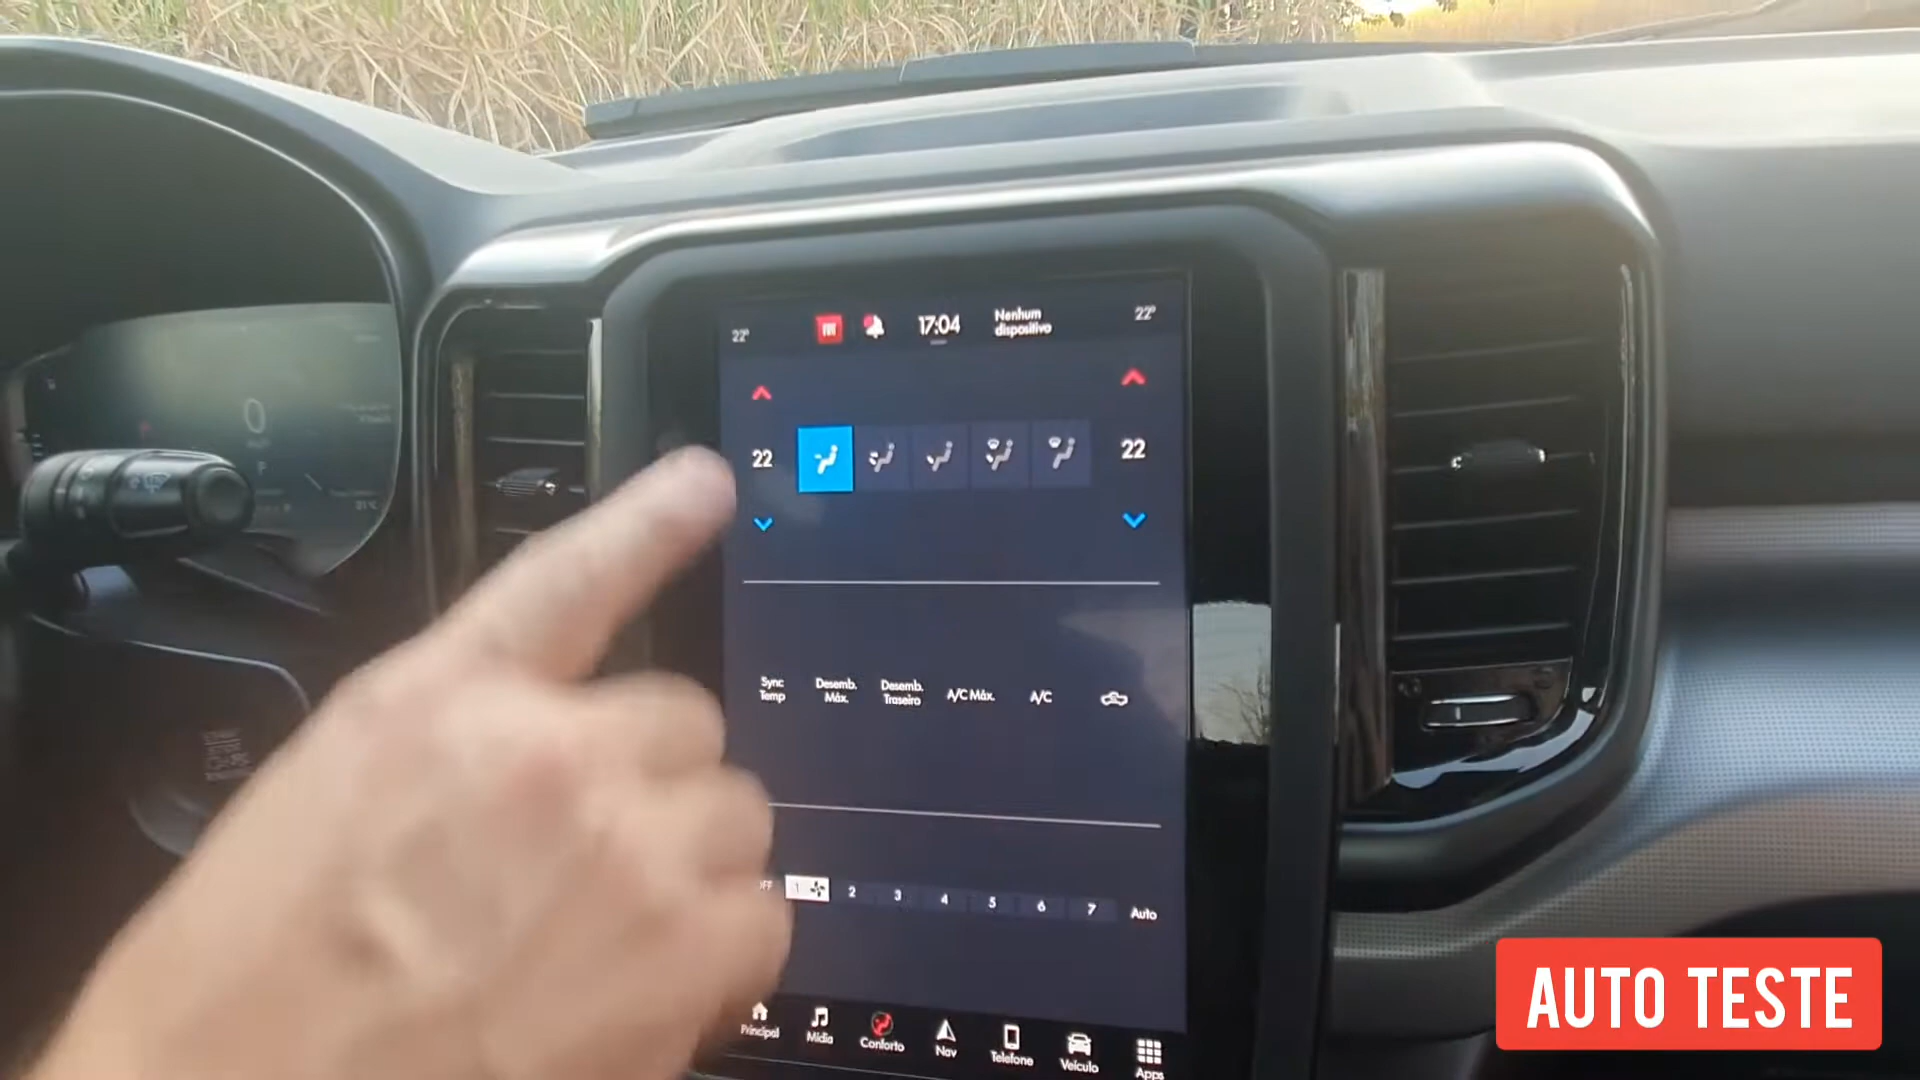 22°
17:04
Nenhum
dispositivo
22°
22
22
Sync
Temp
Desemb.
Máx.
Desemb.
Traseiro
A/C Máx.
A/C
1
2
3
4
5
6
7
Auto
Principal
Mídia
Conforto
Nav
Telefone
Veículo
Apps
0
P
AUTO TESTE